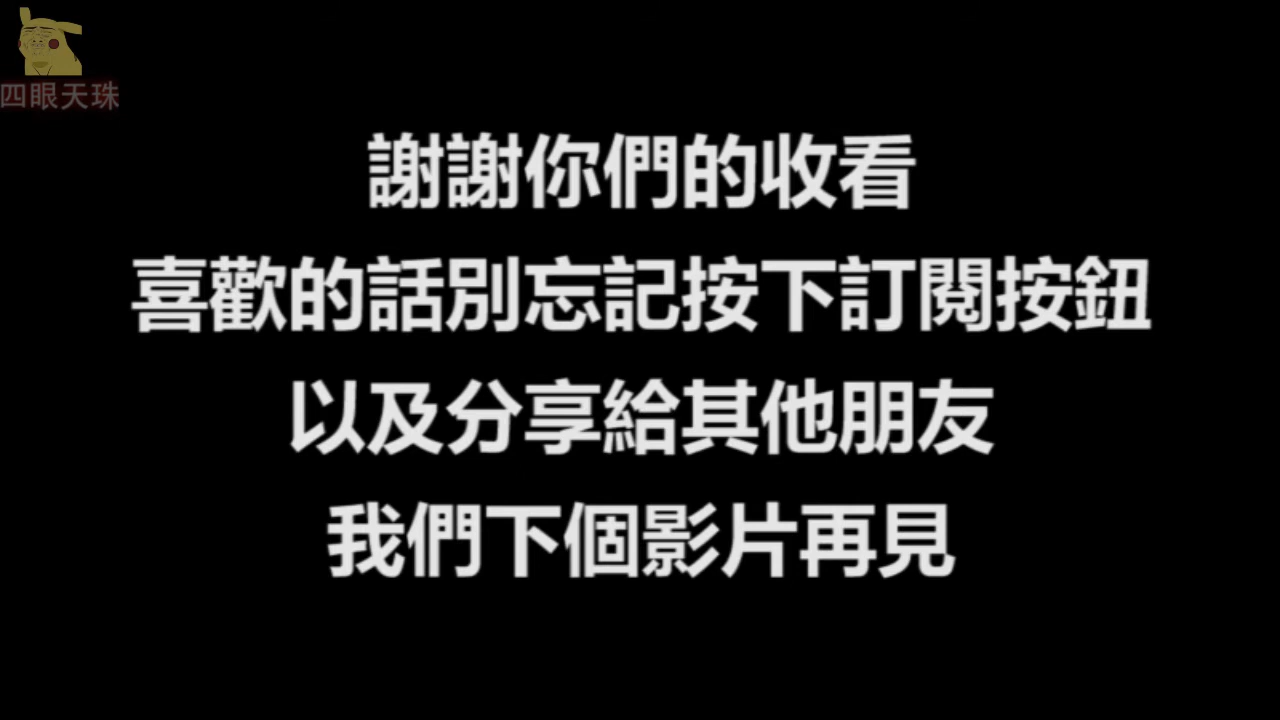 四眼天珠
謝謝你們的收看
喜歡的話別忘記按下訂閱按鈕
以及分享給其他朋友
我們下個影片再見